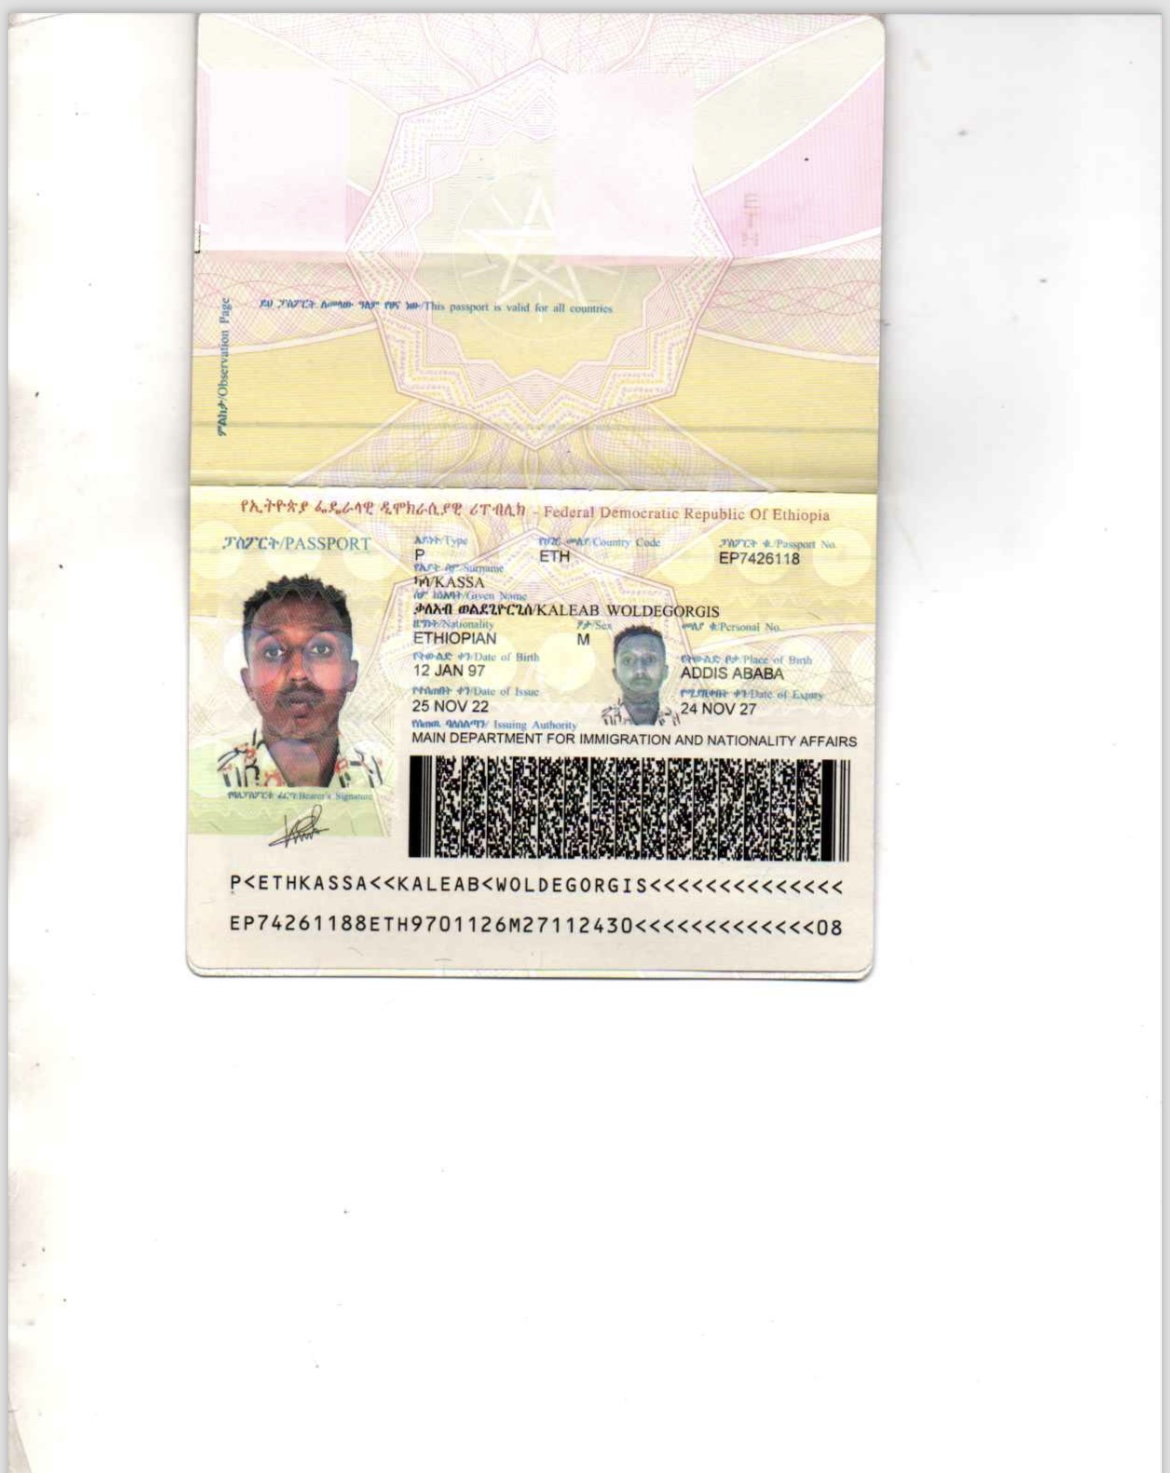 ምልከታ/Observation Page
ይህ ፓስፖርት ለመላው ዓለም የፀና ነው/This passport is valid for all countries
የኢትዮጵያ ፌዴራላዊ ዲሞክራሲያዊ ሪፐብሊክ - Federal Democratic Republic Of Ethiopia
ፓስፖርት/PASSPORT
ዓይነት/Type የሀገር መለያ/Country Code ፓስፖርት ቁ./Passport No.
P ETH EP7426118
የአያት ስም/Surname
ካሳ/KASSA
ስም ከነአባት/Given Name
ቃለአብ ወልደጊዮርጊስ/KALEAB WOLDEGORGIS
ዜግነት/Nationality ፆታ/Sex መለያ ቁ/Personal No.
ETHIOPIAN M
የትውልድ ቀን/Date of Birth የትውልድ ቦታ/Place of Birth
12 JAN 97 ADDIS ABABA
የተሰጠበት ቀን/Date of Issue የሚያበቃበት ቀን/Date of Expiry
25 NOV 22 24 NOV 27
የሰጠዉ ባለስልጣን/ Issuing Authority
MAIN DEPARTMENT FOR IMMIGRATION AND NATIONALITY AFFAIRS
የባለፓስፖርት ፊርማ/Bearer's Signature
P<ETHKASSA<<KALEAB<WOLDEGORGIS<<<<<<<<<<<<<<
EP74261188ETH9701126M27112430<<<<<<<<<<<<<08
ETH